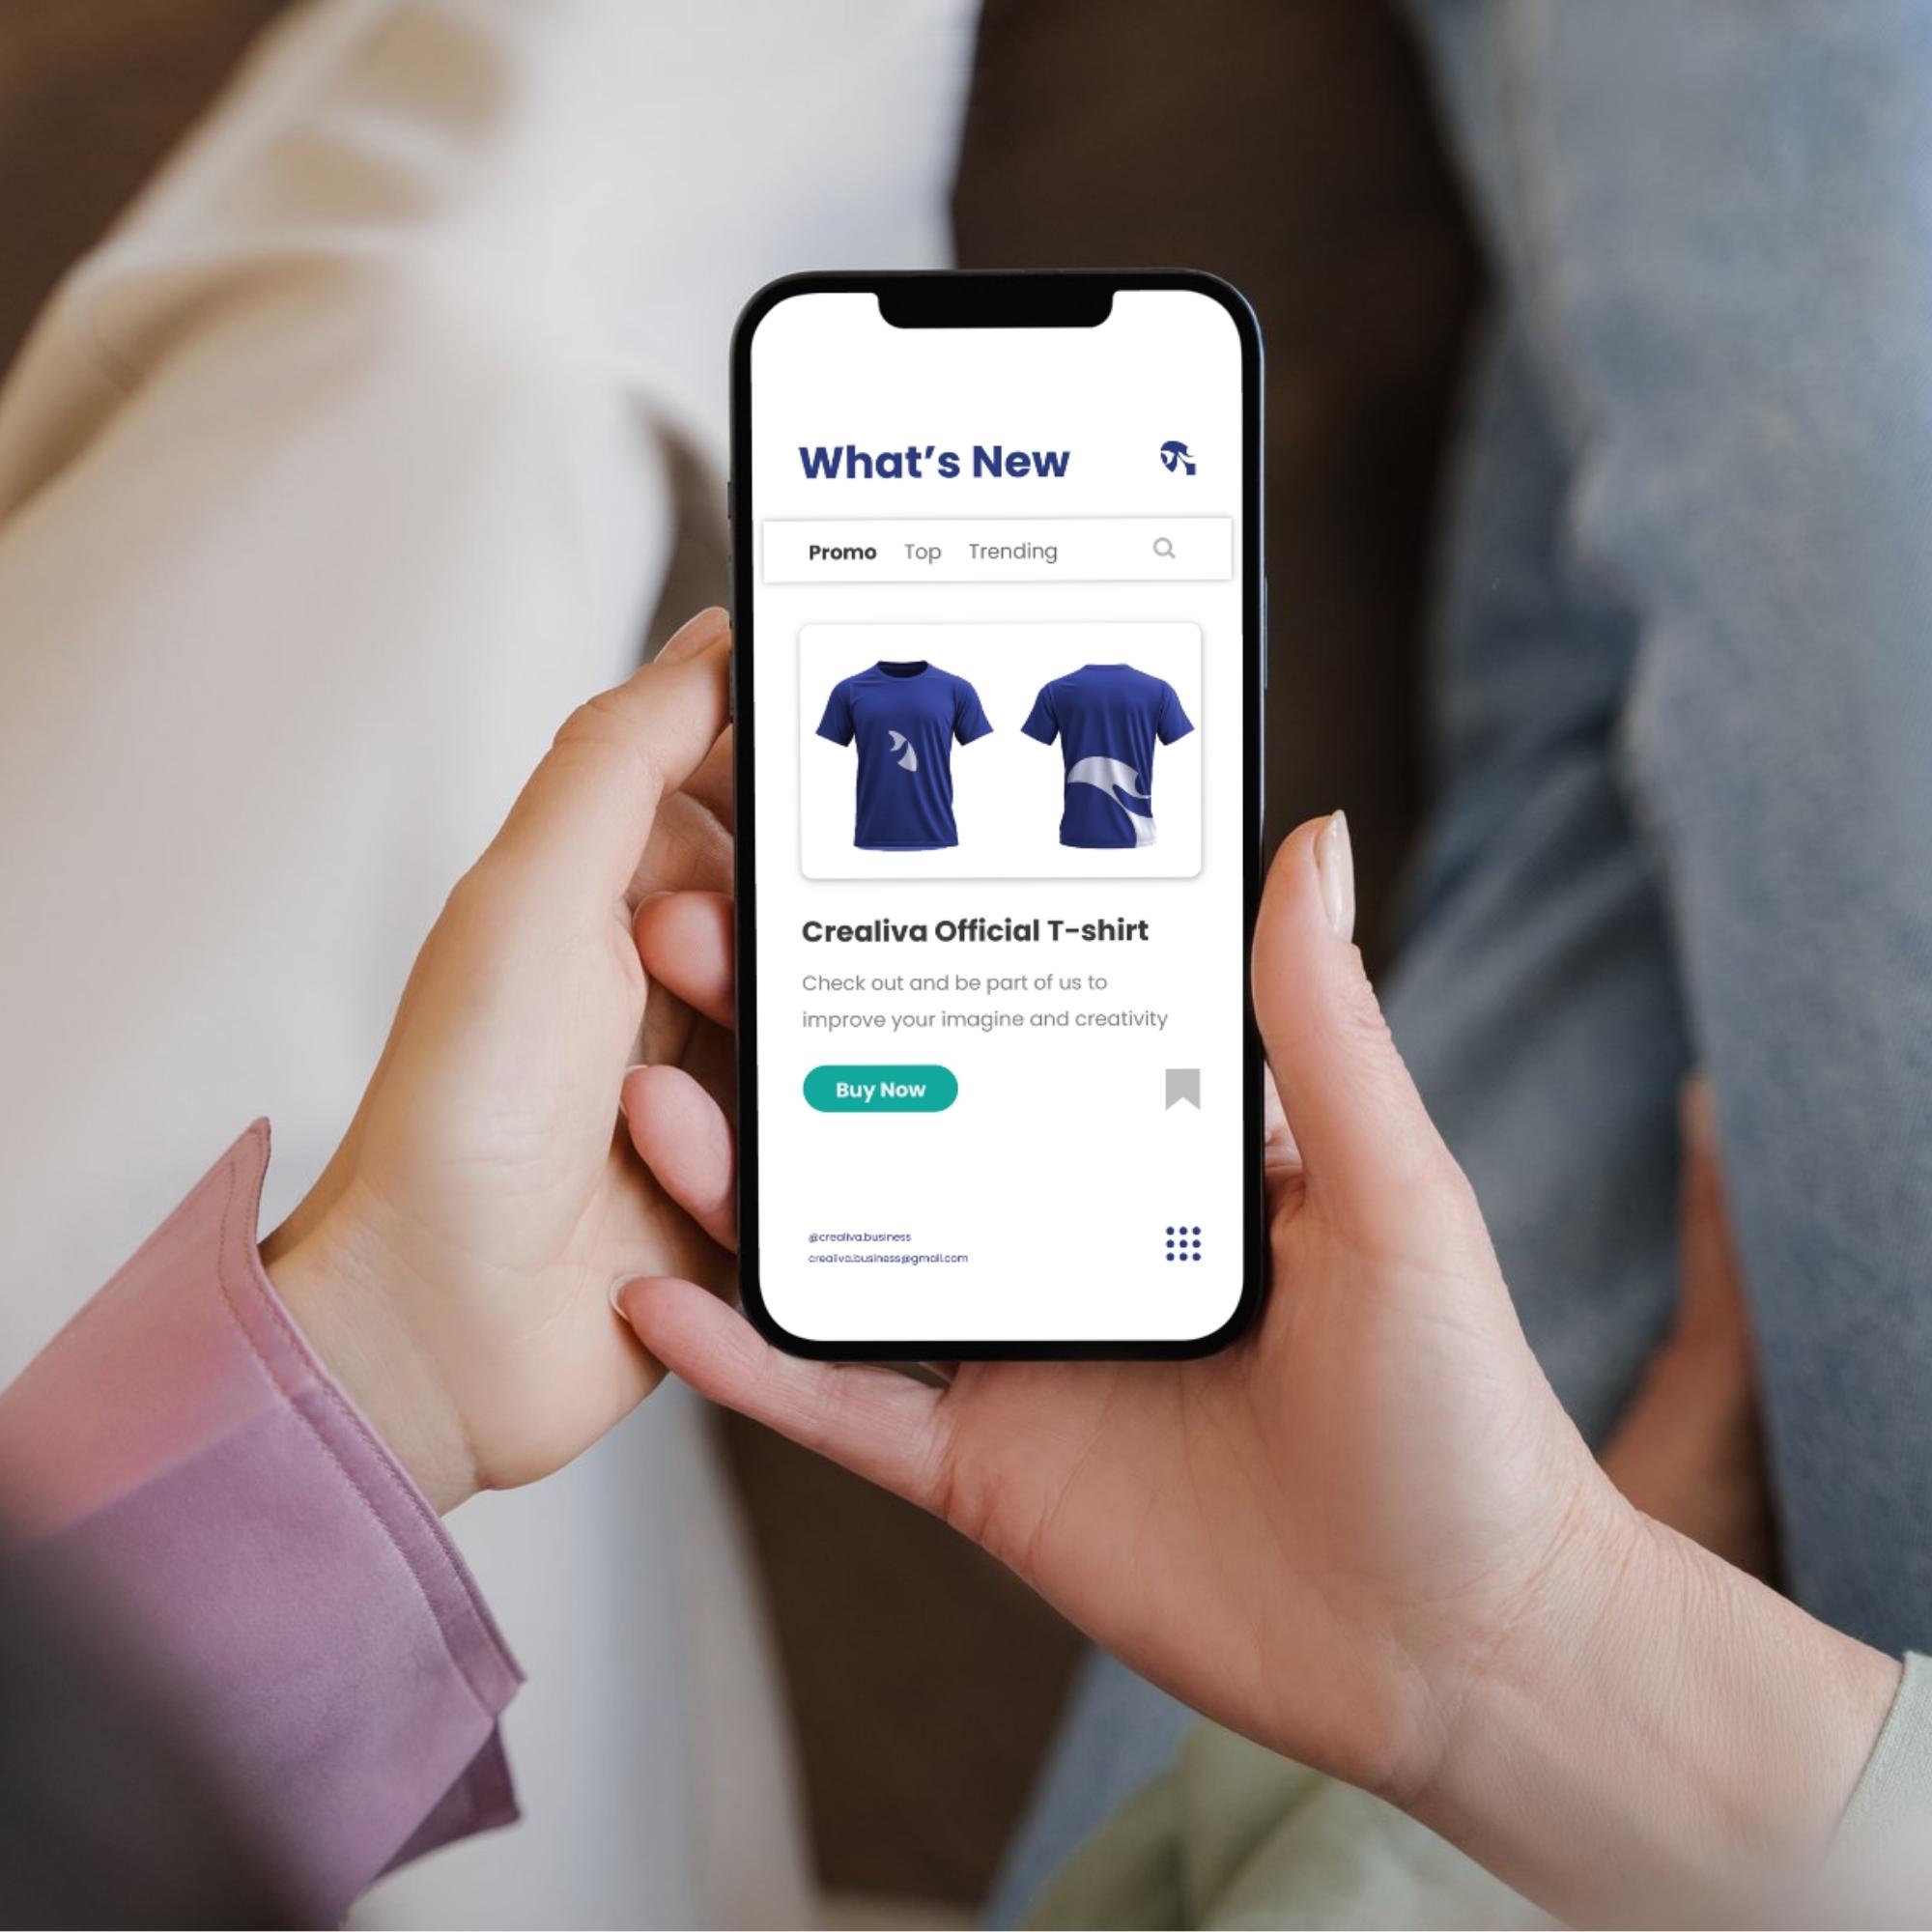 What's New
Promo Top Trending
Crealiva Official T-shirt
Check out and be part of us to
improve your imagine and creativity
Buy Now
@crealiva.business
crealiva.business@gmail.com